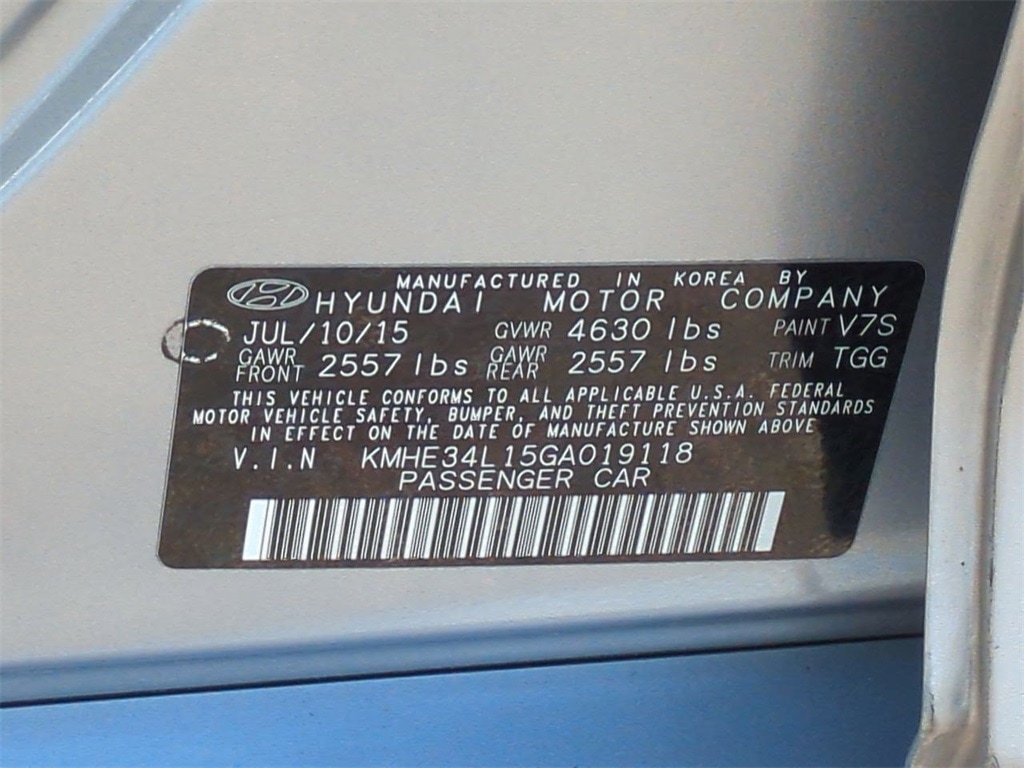 MANUFACTURED IN KOREA BY
HYUNDAI MOTOR COMPANY
JUL/10/15 GVWR 4630 lbs PAINT V7S
GAWR FRONT 2557 lbs GAWR REAR 2557 lbs TRIM TGG
THIS VEHICLE CONFORMS TO ALL APPLICABLE U.S.A. FEDERAL
MOTOR VEHICLE SAFETY, BUMPER, AND THEFT PREVENTION STANDARDS
IN EFFECT ON THE DATE OF MANUFACTURE SHOWN ABOVE
V.I.N KMHE34L15GA019118
PASSENGER CAR